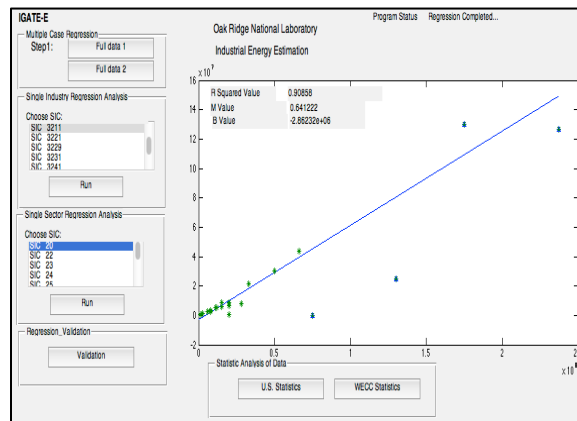 IGATE-E
Oak Ridge National Laboratory
Program Status Regression Completed...
Industrial Energy Estimation
Multiple Case Regression
Step1:
Full data 1
Full data 2
Single Industry Regression Analysis
Choose SIC:
SIC 3211
SIC 3221
SIC 3229
SIC 3231
SIC 3241
Run
Single Sector Regression Analysis
Choose SIC:
SIC 20
SIC 22
SIC 23
SIC 24
SIC 25
Run
Regression_Validation
Validation
x 10^7
R Squared Value 0.90858
M Value 0.641222
B Value -2.86232e+06
16
14
12
10
8
6
4
2
0
-2
0 0.5 1 1.5 2
x 10
Statistic Analysis of Data
U.S. Statistics
WECC Statistics